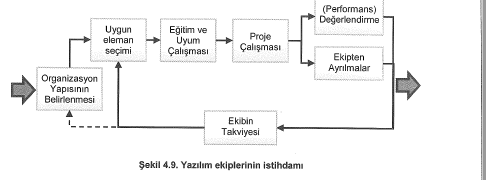 (Performans)
Değerlendirme
Uygun
eleman
seçimi
Eğitim ve
Uyum
Çalışması
Proje
Çalışması
Ekipten
Ayrılmalar
Organizasyon
Yapısının
Belirlenmesi
Ekibin
Takviyesi
Şekil 4.9. Yazılım ekiplerinin istihdamı